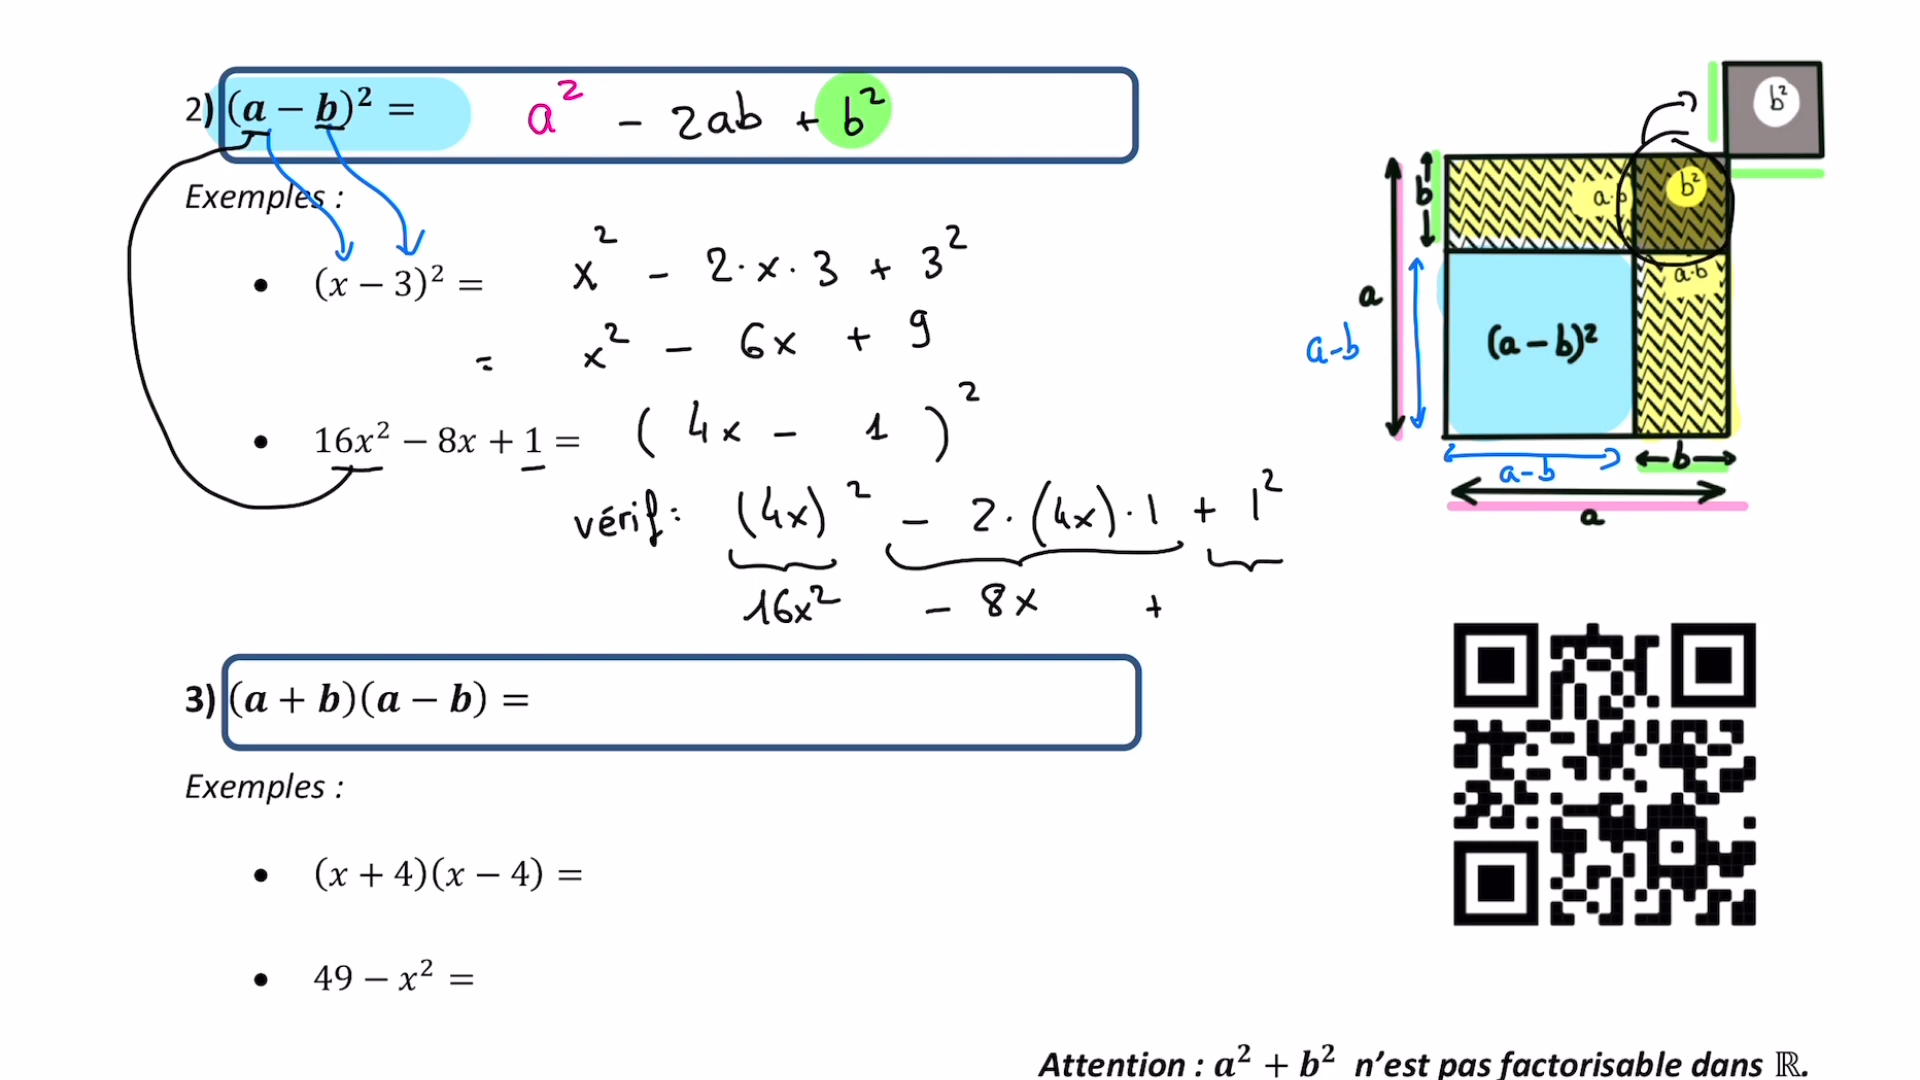 2) (a − b)² = a² − 2ab + b²
Exemples :
• (x − 3)² = x² − 2·x·3 + 3²
= x² − 6x + 9
• 16x² − 8x + 1 = (4x − 1)²
vérif: (4x)² − 2·(4x)·1 + 1²
16x² − 8x +
3) (a + b)(a − b) =
Exemples :
• (x + 4)(x − 4) =
• 49 − x² =
Attention : a² + b² n'est pas factorisable dans ℝ.
b²
b
a·b
b²
a·b
a
a-b
(a − b)²
a-b
b
a